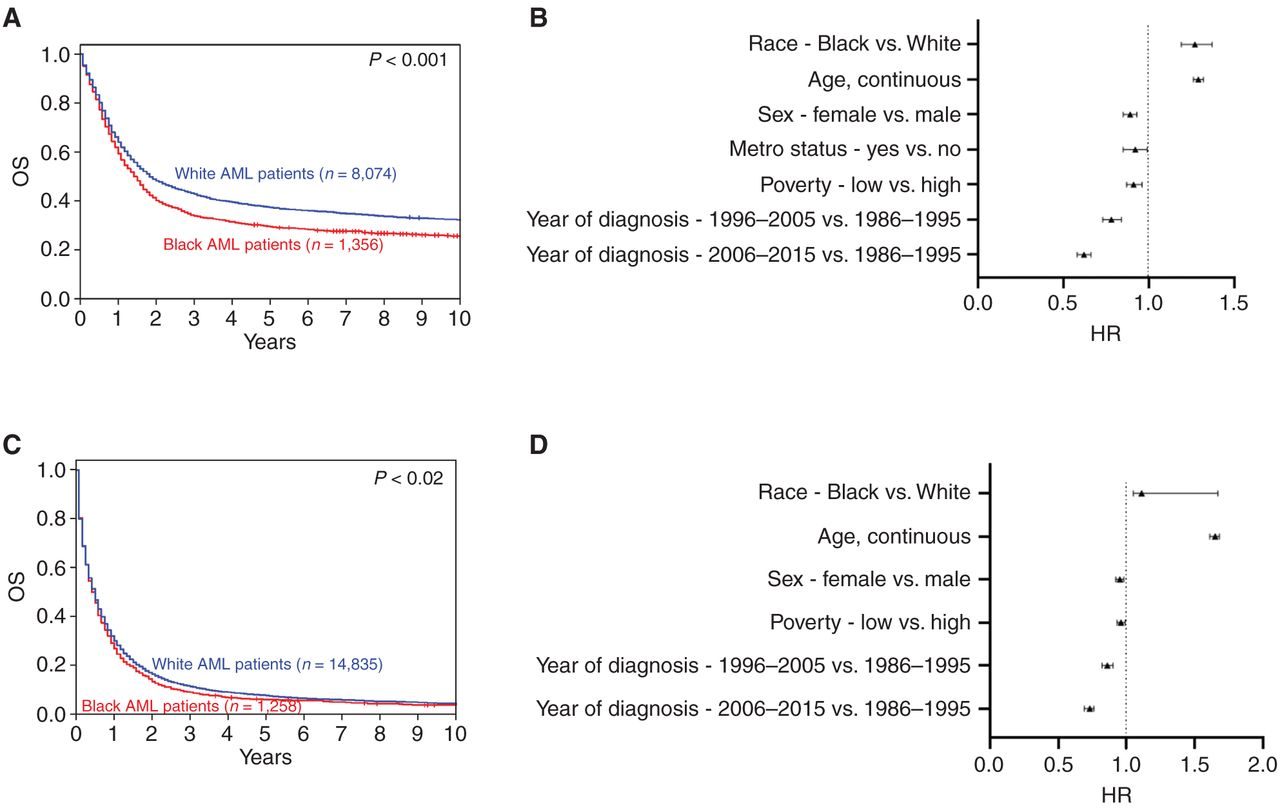 A
P < 0.001
OS
1.0
0.8
0.6
0.4
0.2
0.0
White AML patients (n = 8,074)
Black AML patients (n = 1,356)
0 1 2 3 4 5 6 7 8 9 10
Years
B
Race - Black vs. White
Age, continuous
Sex - female vs. male
Metro status - yes vs. no
Poverty - low vs. high
Year of diagnosis - 1996–2005 vs. 1986–1995
Year of diagnosis - 2006–2015 vs. 1986–1995
0.0 0.5 1.0 1.5
HR
C
P < 0.02
OS
1.0
0.8
0.6
0.4
0.2
0.0
White AML patients (n = 14,835)
Black AML patients (n = 1,258)
0 1 2 3 4 5 6 7 8 9 10
Years
D
Race - Black vs. White
Age, continuous
Sex - female vs. male
Poverty - low vs. high
Year of diagnosis - 1996–2005 vs. 1986–1995
Year of diagnosis - 2006–2015 vs. 1986–1995
0.0 0.5 1.0 1.5 2.0
HR